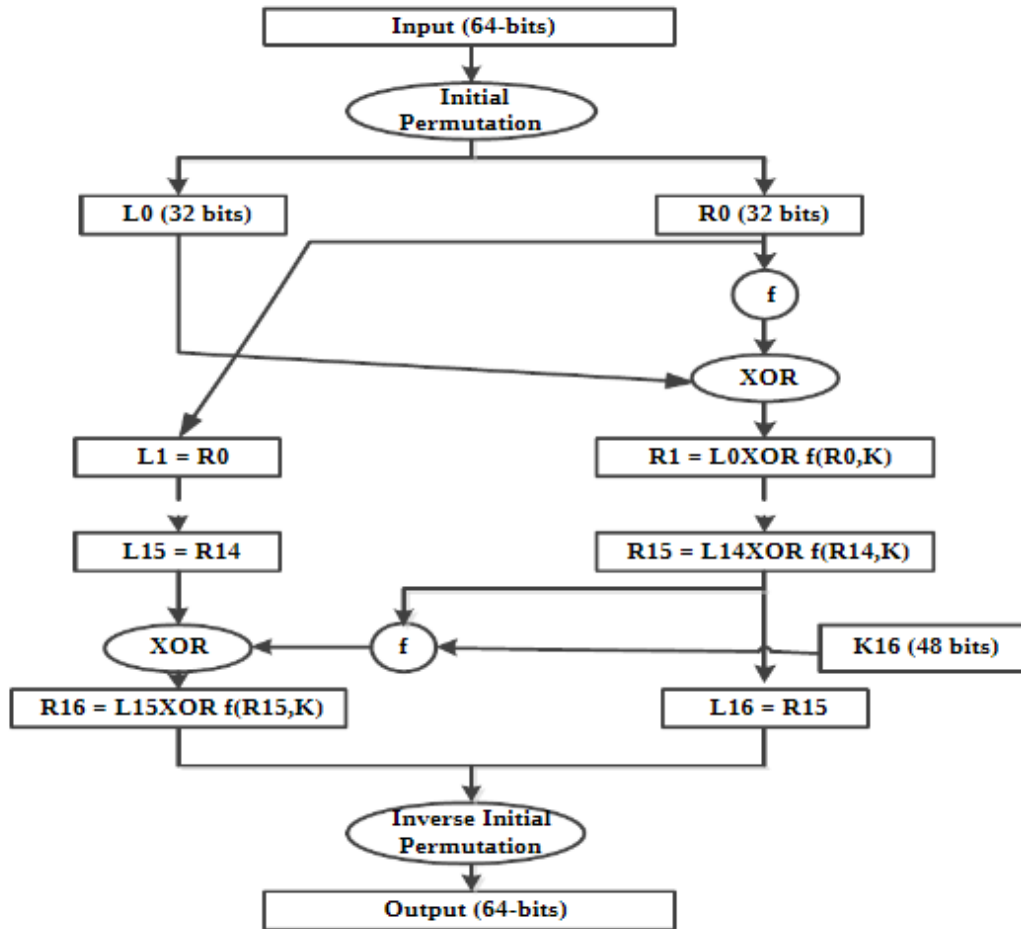 Input (64-bits)
Initial
Permutation
L0 (32 bits)
R0 (32 bits)
f
XOR
L1 = R0
R1 = L0XOR f(R0,K)
L15 = R14
R15 = L14XOR f(R14,K)
XOR
f
K16 (48 bits)
R16 = L15XOR f(R15,K)
L16 = R15
Inverse Initial
Permutation
Output (64-bits)